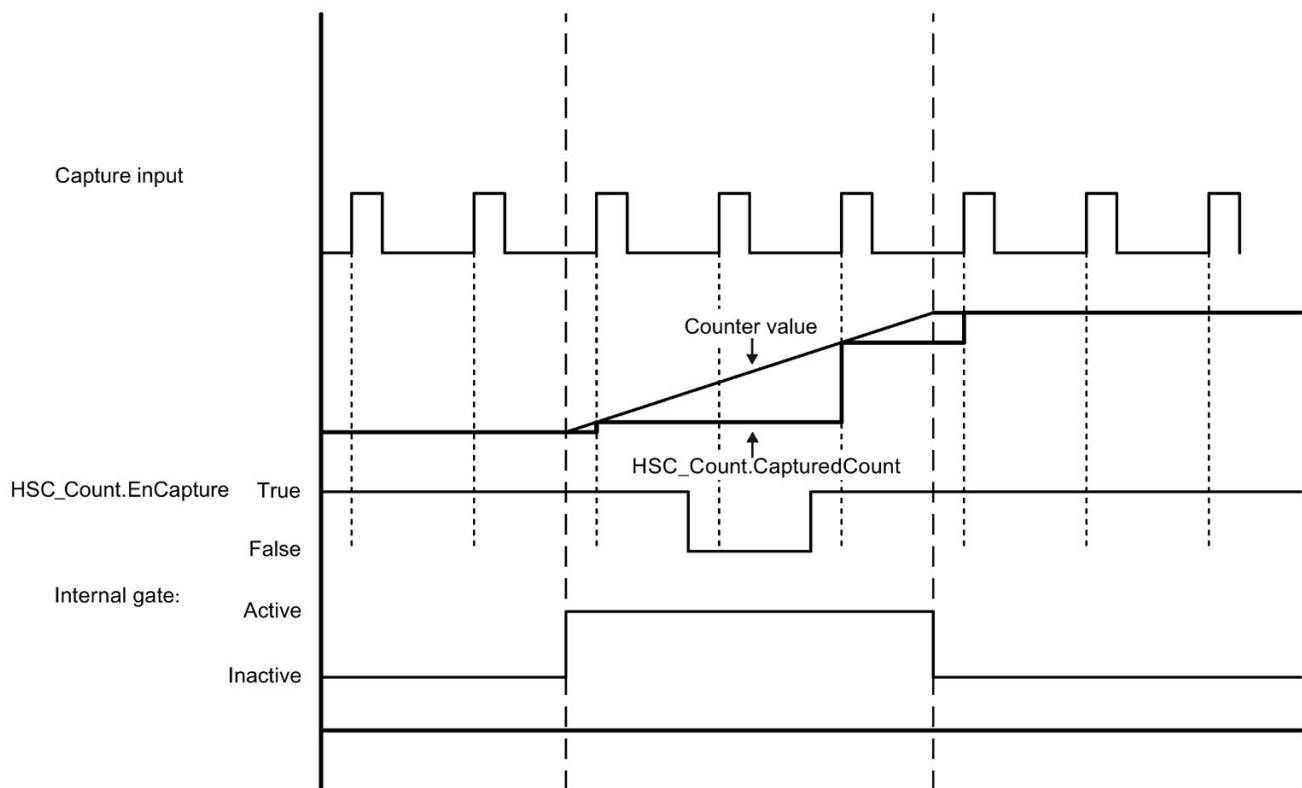 Capture input
Counter value
HSC_Count.CapturedCount
HSC_Count.EnCapture True
False
Internal gate:
Active
Inactive